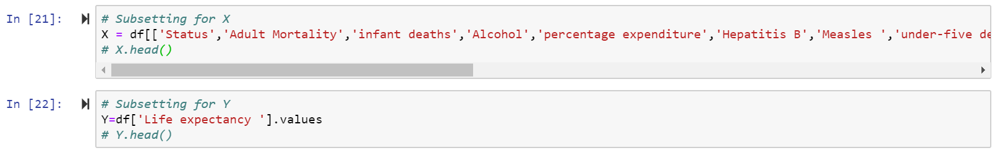 In [21]:
# Subsetting for X
X = df[['Status','Adult Mortality','infant deaths','Alcohol','percentage expenditure','Hepatitis B','Measles ','under-five de
# X.head()
In [22]:
# Subsetting for Y
Y=df['Life expectancy '].values
# Y.head()